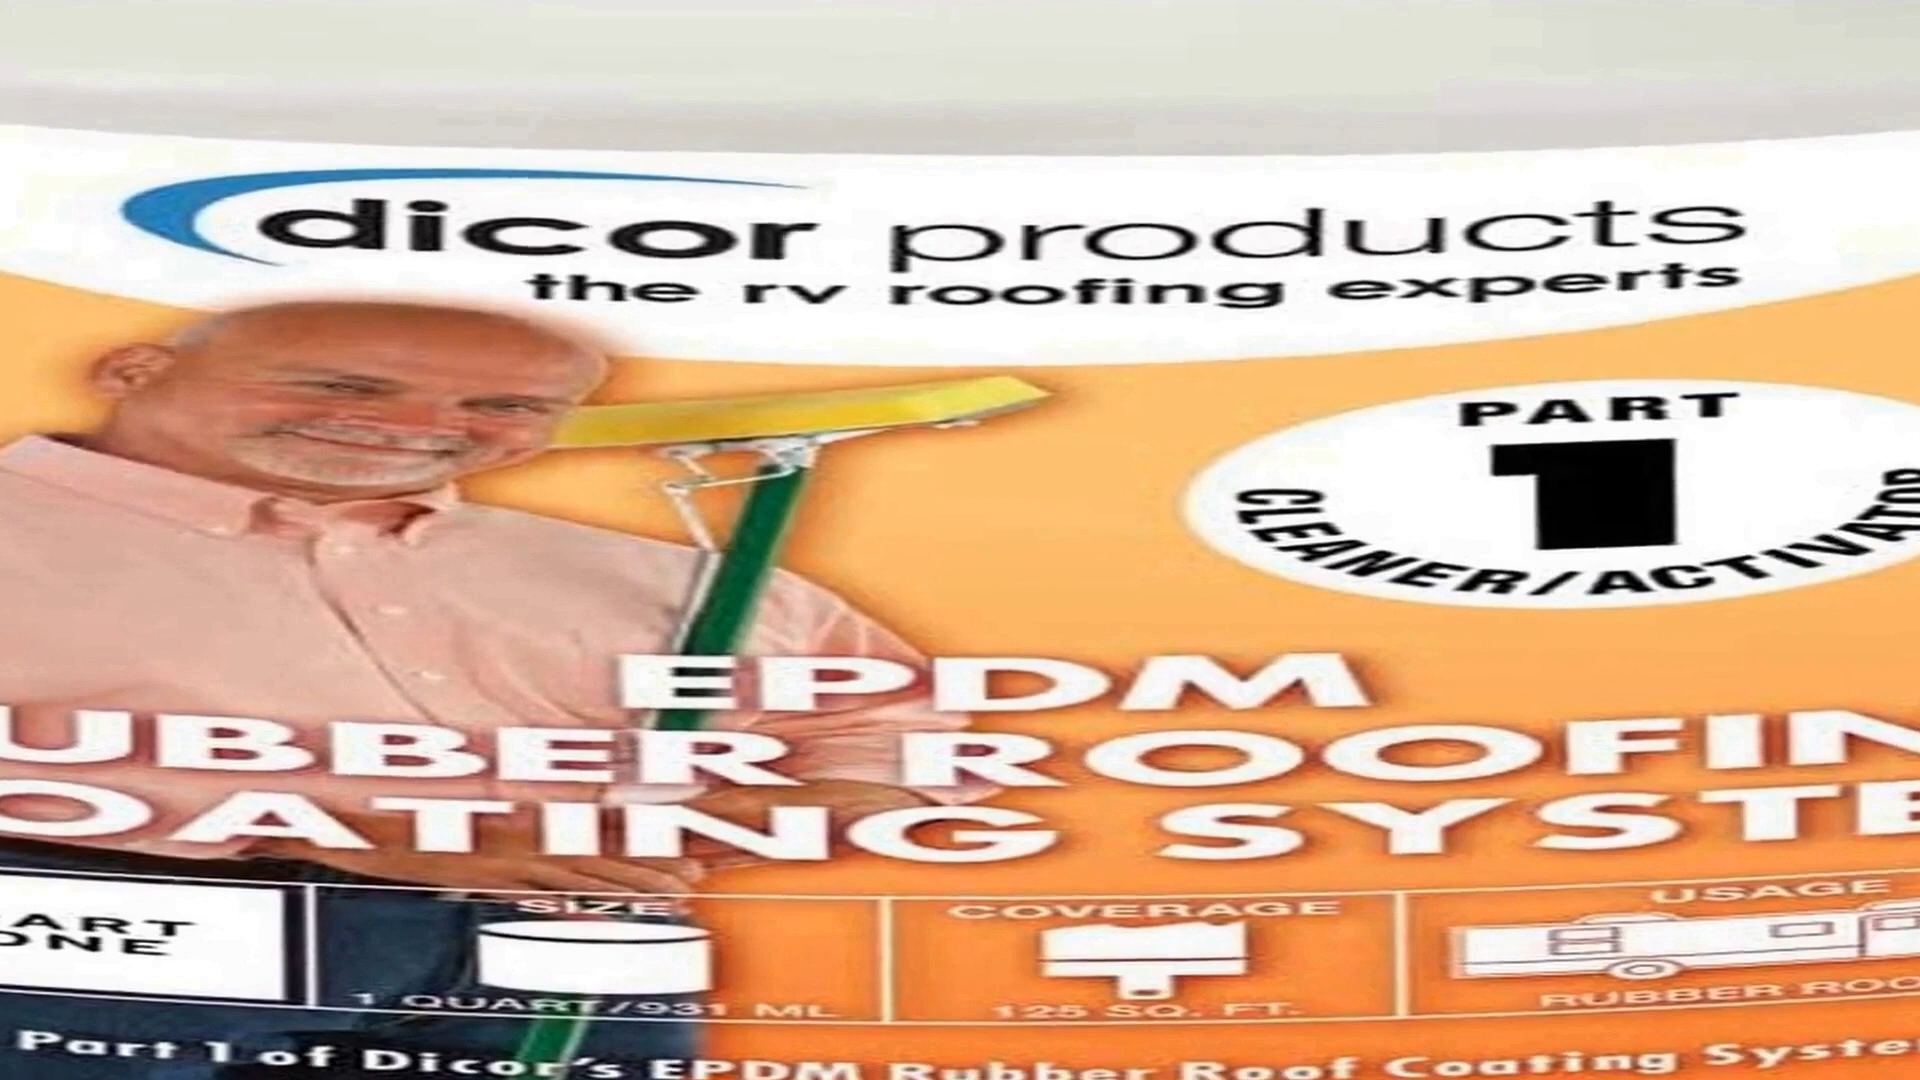 dicor products
the rv roofing experts
PART
1
CLEANER/ACTIVATOR
EPDM
UBBER ROOFIN
OATING SYSTE
ART
ONE
SIZE
1 QUART/931 ML
COVERAGE
125 SQ. FT.
USAGE
RUBBER ROO
Part 1 of Dicor's EPDM Rubber Roof Coating Syste